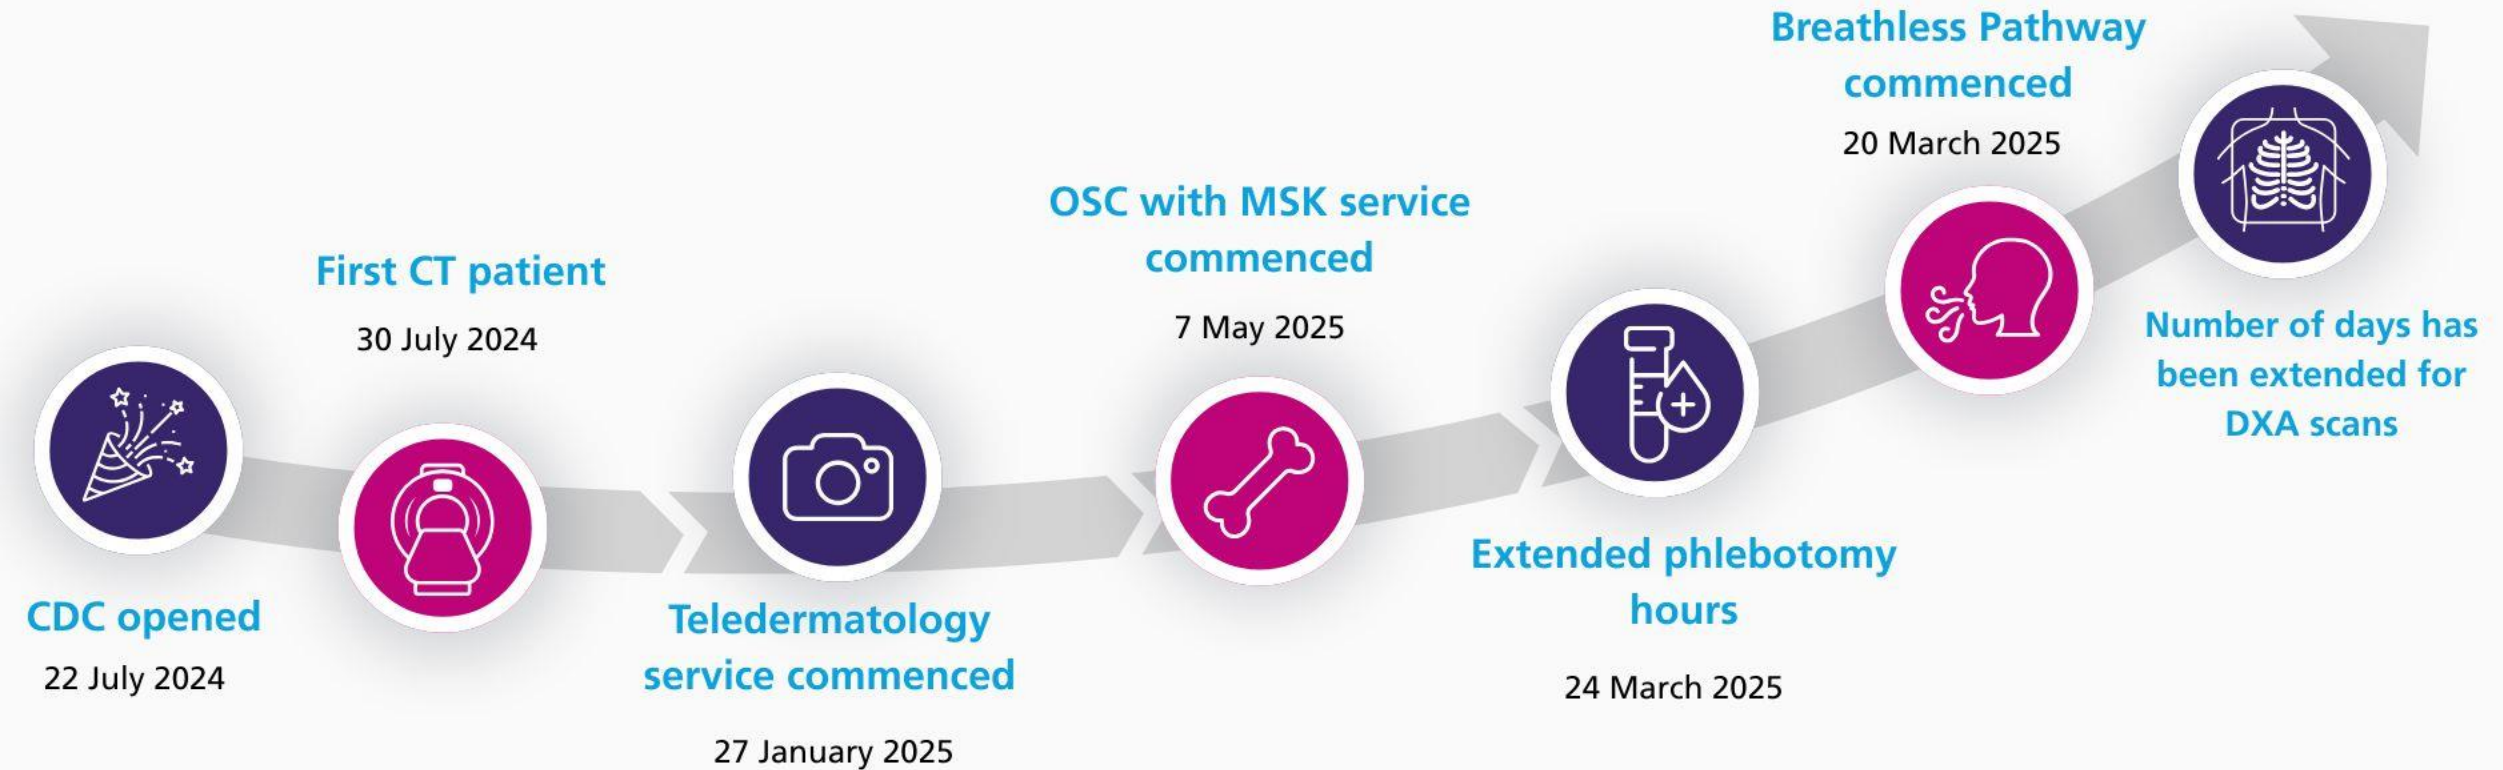 CDC opened
22 July 2024
First CT patient
30 July 2024
Teledermatology
service commenced
27 January 2025
OSC with MSK service
commenced
7 May 2025
Extended phlebotomy
hours
24 March 2025
Breathless Pathway
commenced
20 March 2025
Number of days has
been extended for
DXA scans